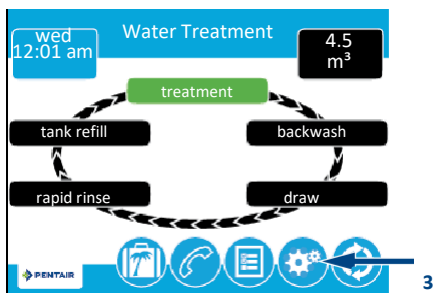 wed
12:01 am
Water Treatment
4.5
m³
treatment
tank refill
backwash
rapid rinse
draw
PENTAIR
3